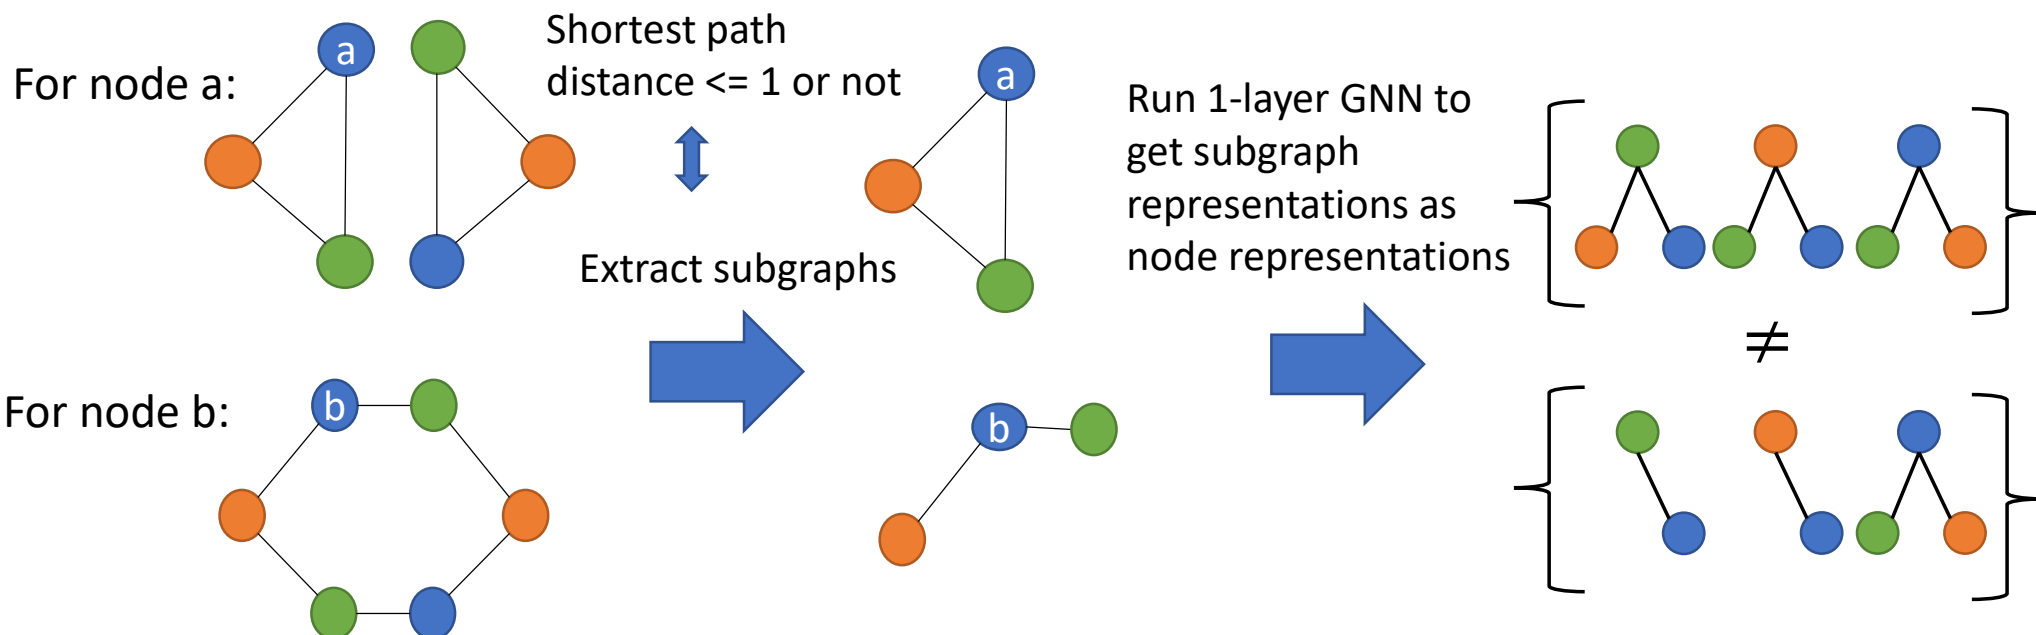 For node a:
a
Shortest path
distance <= 1 or not
Extract subgraphs
a
Run 1-layer GNN to
get subgraph
representations as
node representations
≠
For node b:
b
b